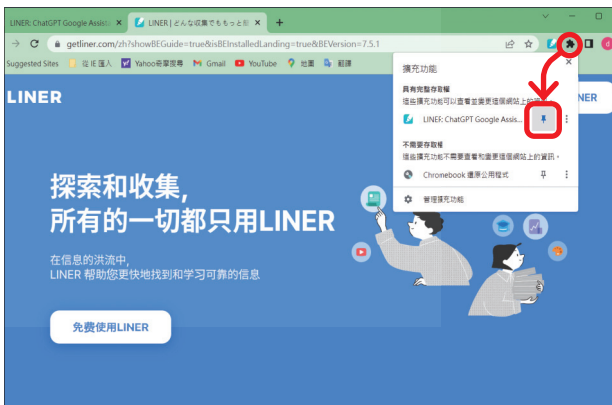 LINER: ChatGPT Google Assist
LINER | どんな収集でももっと
getliner.com/zh?showBEGuide=true&isBEInstalledLanding=true&BEVersion=7.5.1
Suggested Sites
從 IE 匯入
Yahoo奇摩搜尋
Gmail
YouTube
地圖
翻譯
LINER
NER
擴充功能
具有完整存取權
這些擴充功能可以查看並變更這個網站上的
LINER: ChatGPT Google Assis...
不需要存取權
這些擴充功能不需要查看和變更這個網站上的資訊。
Chromebook 還原公用程式
管理擴充功能
探索和收集,
所有的一切都只用LINER
在信息的洪流中,
LINER 帮助您更快地找到和学习可靠的信息
免费使用LINER